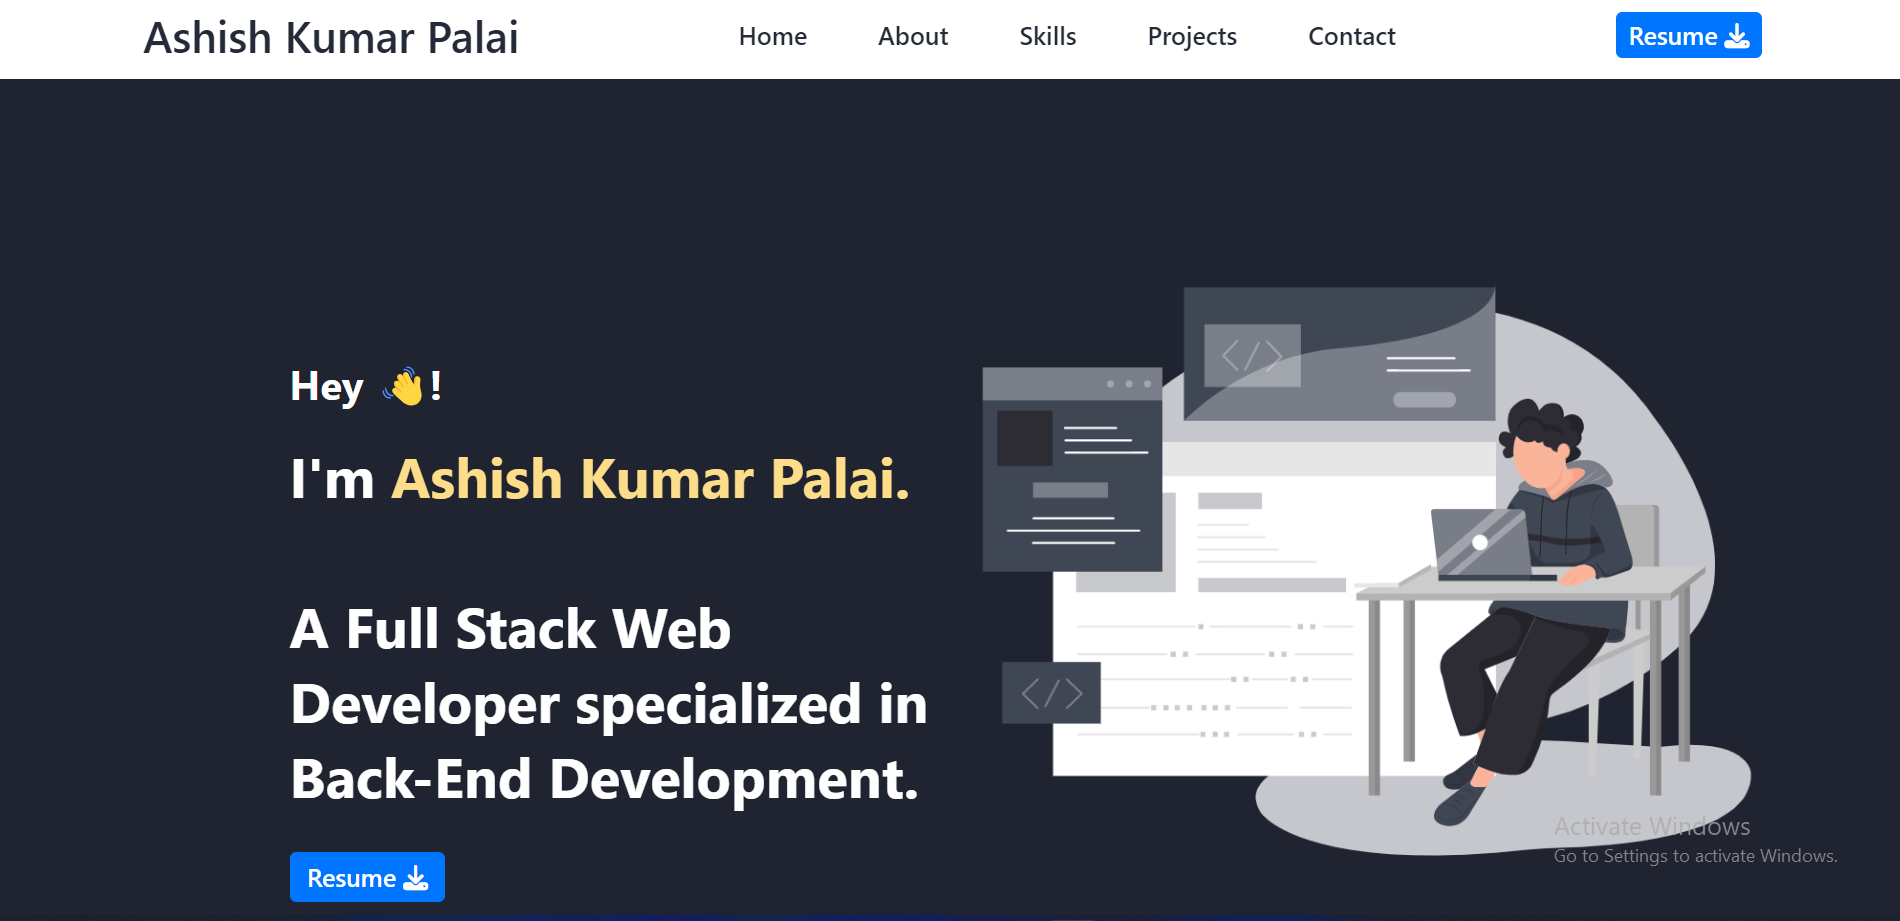 Ashish Kumar Palai
Home
About
Skills
Projects
Contact
Resume
Hey 👋!
I'm Ashish Kumar Palai.
A Full Stack Web
Developer specialized in
Back-End Development.
Resume
</>
</>
Activate Windows
Go to Settings to activate Windows.